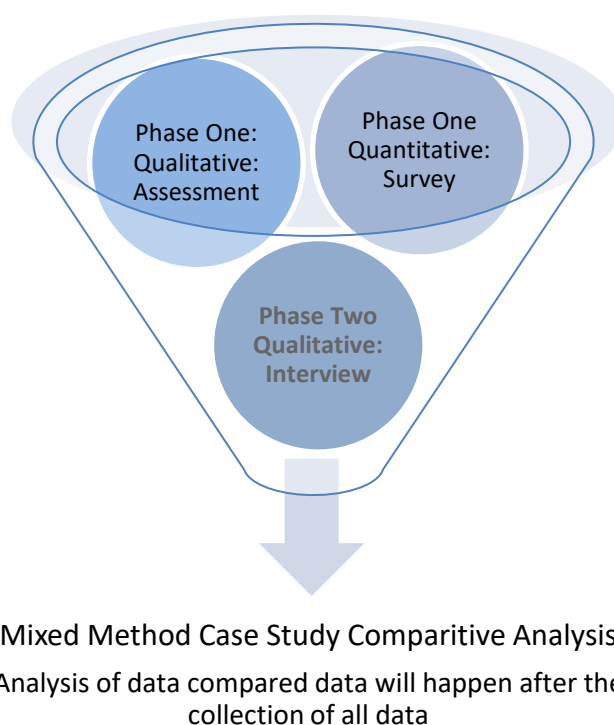 Phase One:
Qualitative:
Assessment
Phase One
Quantitative:
Survey
Phase Two
Qualitative:
Interview
Mixed Method Case Study Comparitive Analysis
Analysis of data compared data will happen after the
collection of all data